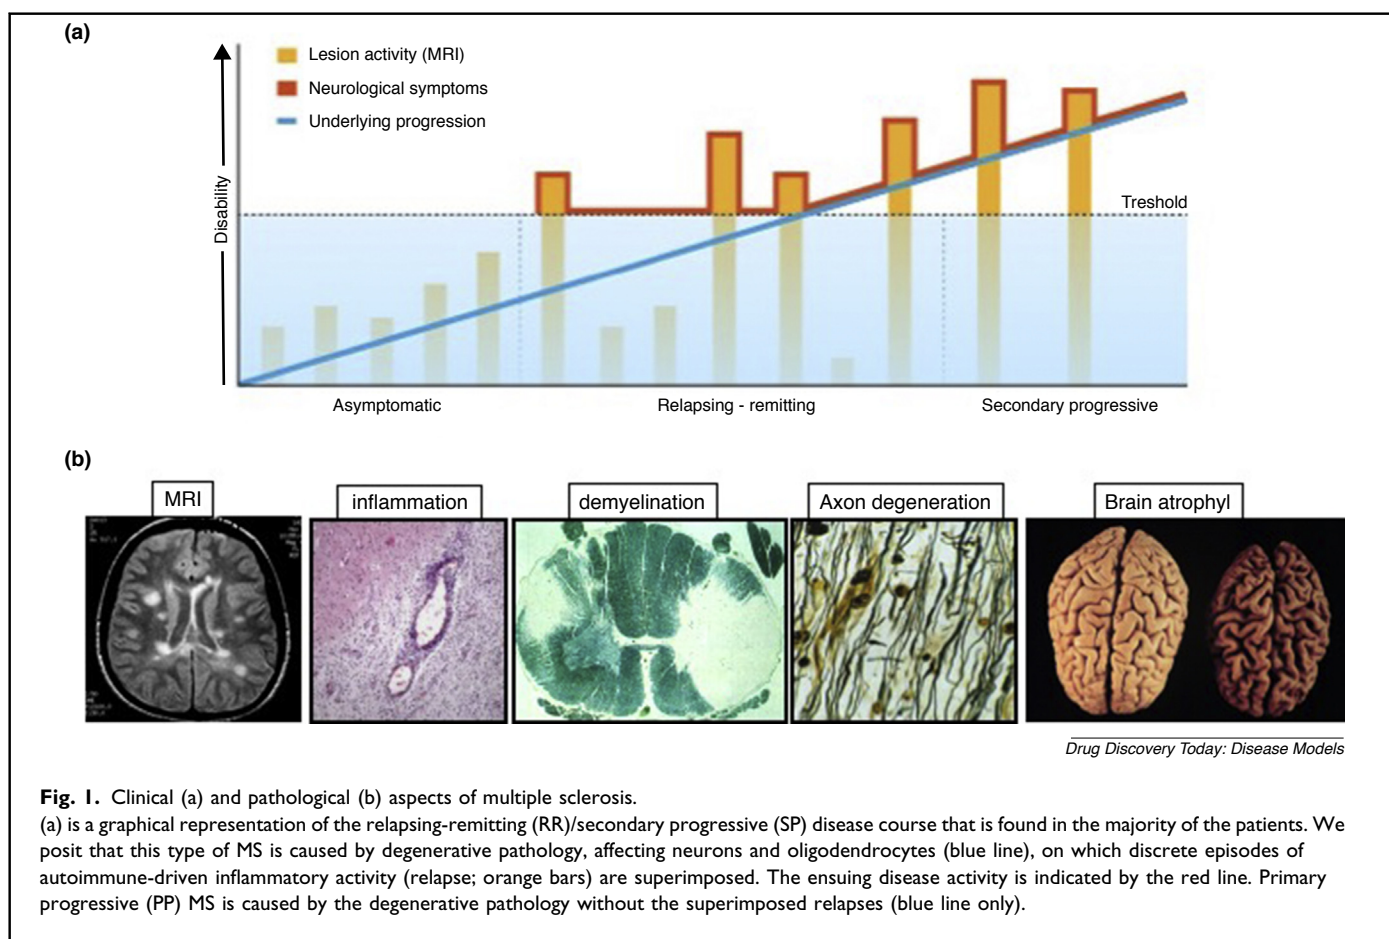 (a)
Lesion activity (MRI)
Neurological symptoms
Underlying progression
Disability
Treshold
Asymptomatic
Relapsing - remitting
Secondary progressive
(b)
MRI
inflammation
demyelination
Axon degeneration
Brain atrophyl
Drug Discovery Today: Disease Models
Fig. 1. Clinical (a) and pathological (b) aspects of multiple sclerosis.
(a) is a graphical representation of the relapsing-remitting (RR)/secondary progressive (SP) disease course that is found in the majority of the patients. We
posit that this type of MS is caused by degenerative pathology, affecting neurons and oligodendrocytes (blue line), on which discrete episodes of
autoimmune-driven inflammatory activity (relapse; orange bars) are superimposed. The ensuing disease activity is indicated by the red line. Primary
progressive (PP) MS is caused by the degenerative pathology without the superimposed relapses (blue line only).